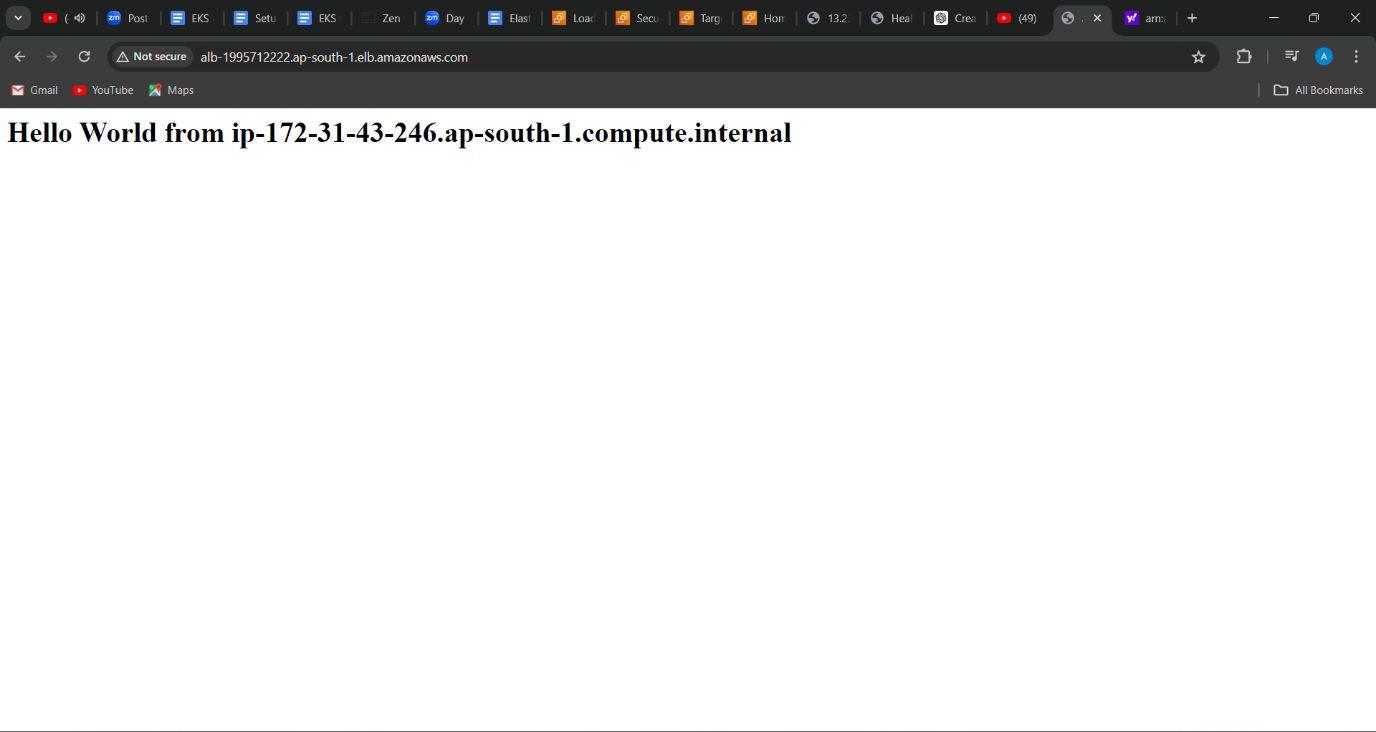 ( Post EKS Setu EKS Zen Day Elast Load Secu Targ Hom 13.2 Heal Crea (49) . arn:
Not secure alb-1995712222.ap-south-1.elb.amazonaws.com A
Gmail YouTube Maps All Bookmarks
Hello World from ip-172-31-43-246.ap-south-1.compute.internal